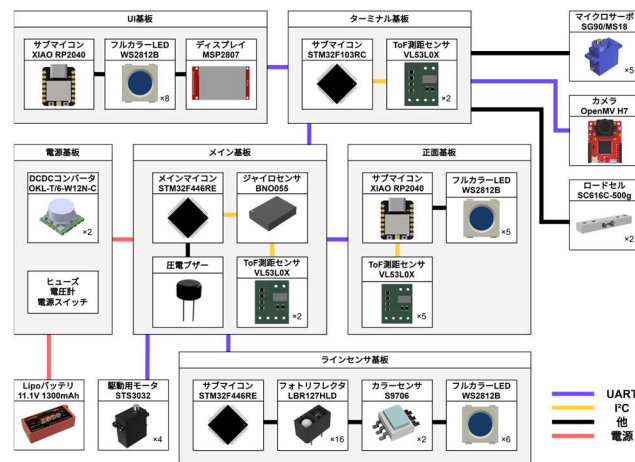 UI基板
サブマイコン
XIAO RP2040
フルカラーLED
WS2812B
×8
ディスプレイ
MSP2807
ターミナル基板
サブマイコン
STM32F103RC
ToF測距センサ
VL53L0X
×2
マイクロサーボ
SG90/MS18
×5
カメラ
OpenMV H7
ロードセル
SC616C-500g
×2
電源基板
DCDCコンバータ
OKL-T/6-W12N-C
×2
ヒューズ
電圧計
電源スイッチ
メイン基板
メインマイコン
STM32F446RE
ジャイロセンサ
BNO055
圧電ブザー
ToF測距センサ
VL53L0X
×2
正面基板
サブマイコン
XIAO RP2040
フルカラーLED
WS2812B
×5
ToF測距センサ
VL53L0X
×5
Lipoバッテリ
11.1V 1300mAh
駆動用モータ
STS3032
×4
ラインセンサ基板
サブマイコン
STM32F446RE
フォトリフレクタ
LBR127HLD
×16
カラーセンサ
S9706
×2
フルカラーLED
WS2812B
×6
UART
I²C
他
電源